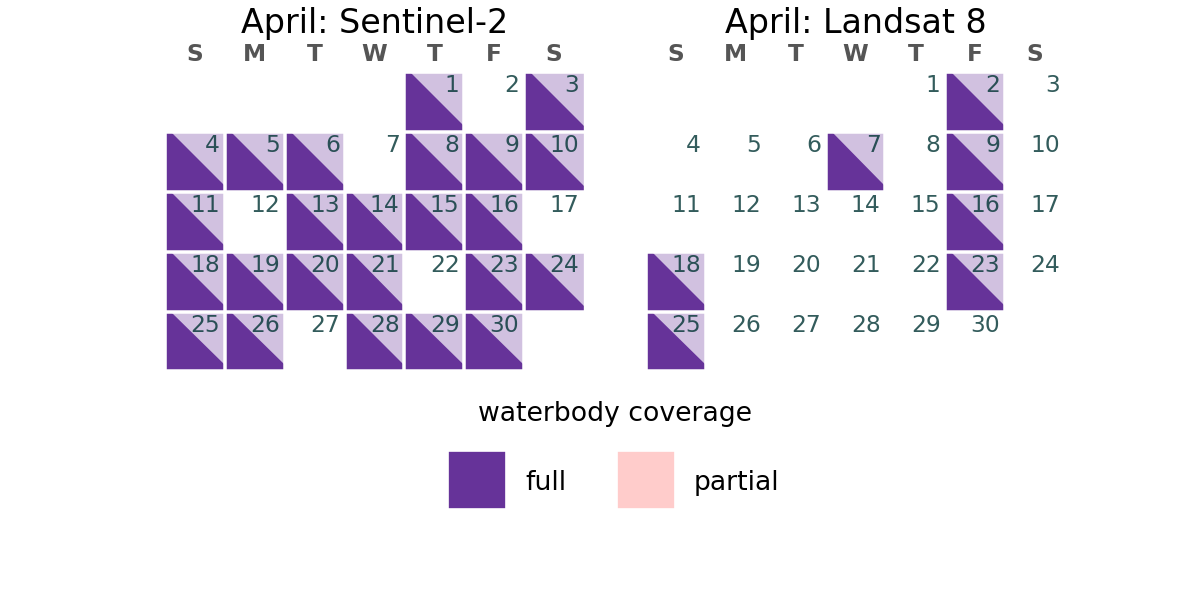 April: Sentinel-2
S M T W T F S
1 2 3
4 5 6 7 8 9 10
11 12 13 14 15 16 17
18 19 20 21 22 23 24
25 26 27 28 29 30
April: Landsat 8
S M T W T F S
1 2 3
4 5 6 7 8 9 10
11 12 13 14 15 16 17
18 19 20 21 22 23 24
25 26 27 28 29 30
waterbody coverage
full partial